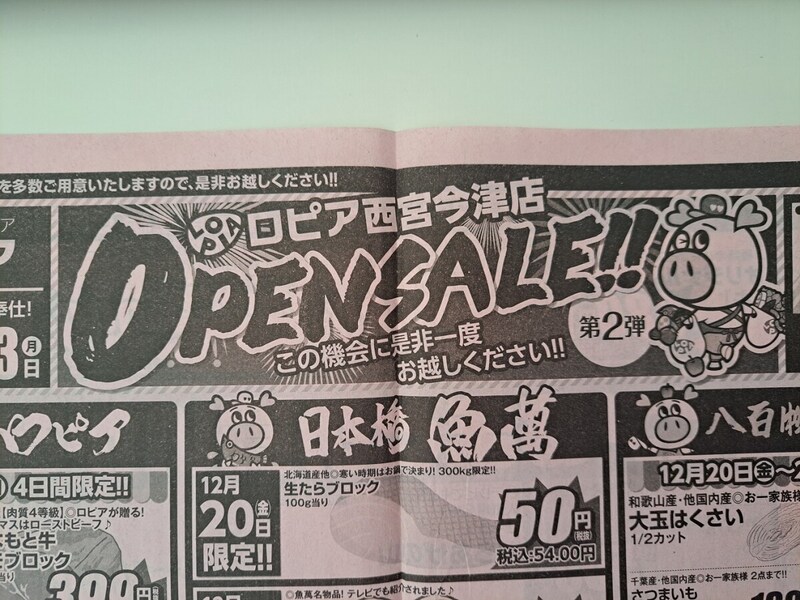 を多数ご用意いたしますので、是非お越しください!!
ロピア西宮今津店
OPENSALE!!
第2弾
この機会に是非一度
お越しください!!
奉仕!
3月日
日本橋 魚萬
八百物
4日間限定!!
【肉質4等級】◎ロピアが贈る!
マスはローストビーフ♪
もと牛
ブロック
当り
399円
12月
20金日
限定!!
北海道産他◎寒い時期はお鍋で決まり! 300kg限定!!
生たらブロック
100g当り
50円
(税抜)
税込:54.00円
◎魚萬名物品! テレビでも紹介されました♪
12月20日金〜2
和歌山産・他国内産◎お一家族様
大玉はくさい
1/2カット
千葉産・他国内産◎お一家族様 2点まで!!
さつまいも